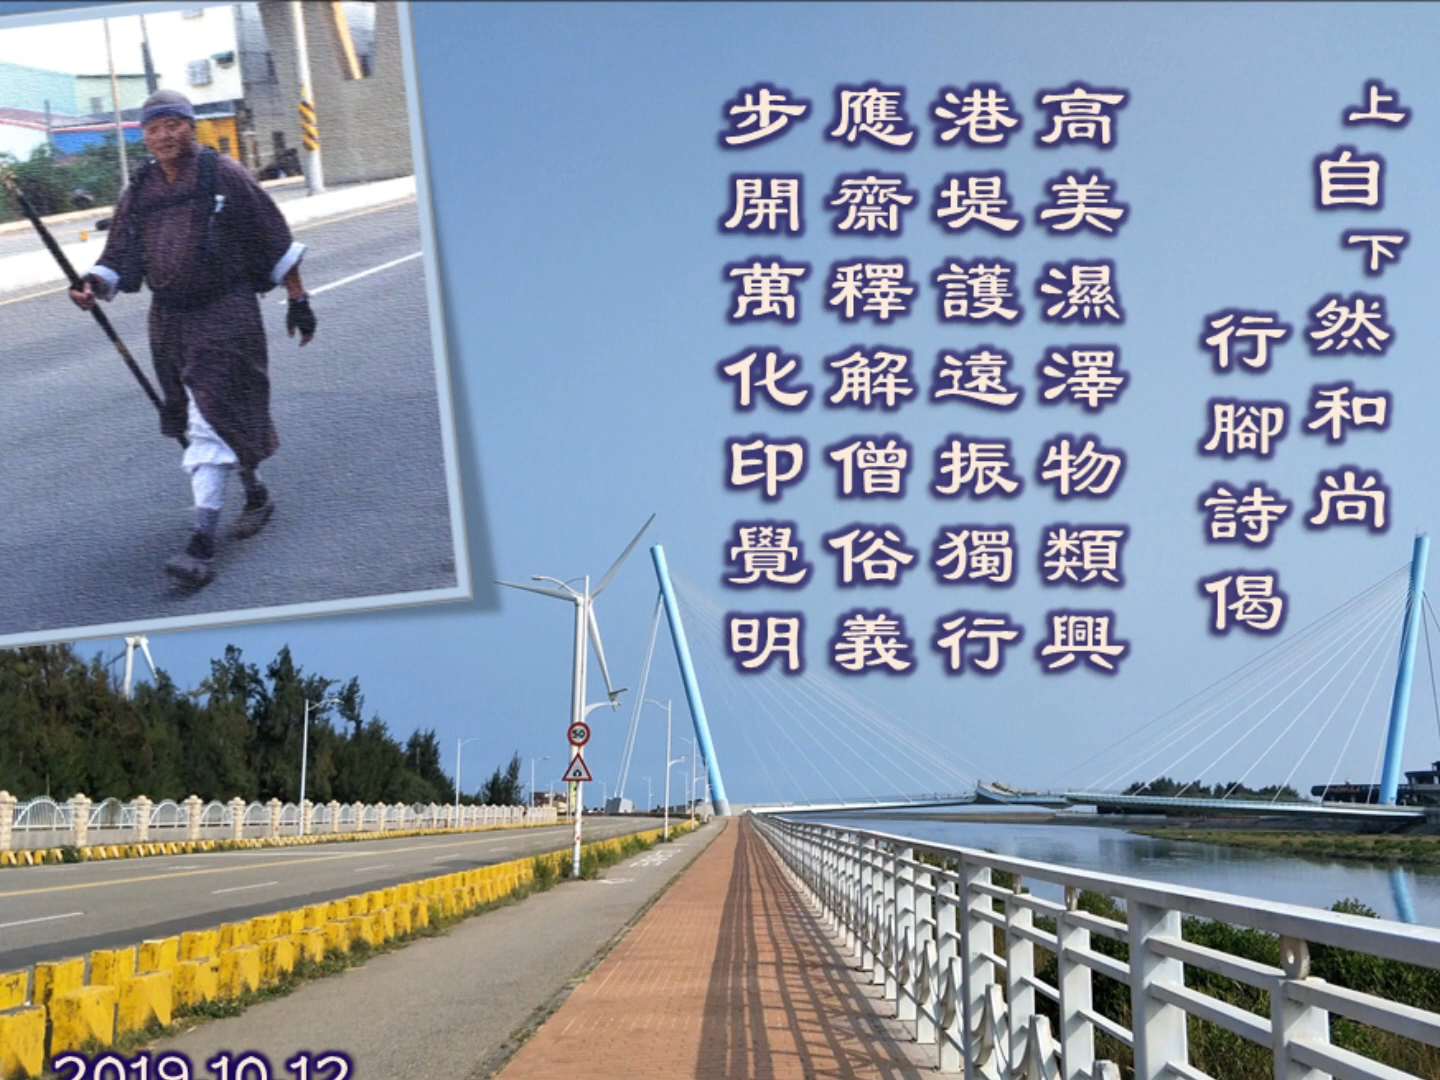 上自下然和尚
行腳詩偈
高美濕澤物類興
港堤護遠振獨行
應齋釋解僧俗義
步開萬化印覺明
50
2019.10.12